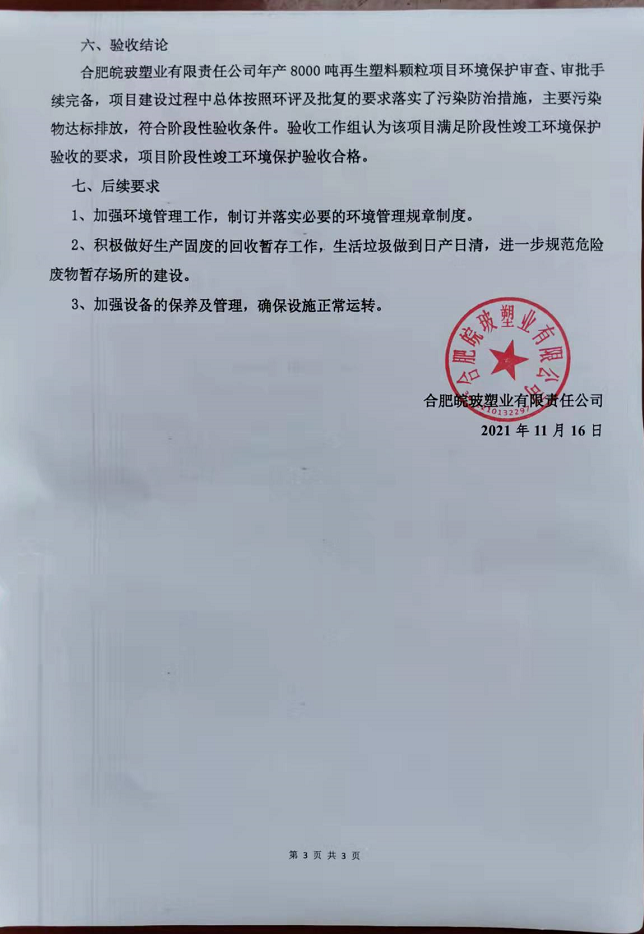 六、验收结论
合肥皖玻塑业有限责任公司年产 8000 吨再生塑料颗粒项目环境保护审查、审批手
续完备，项目建设过程中总体按照环评及批复的要求落实了污染防治措施，主要污染
物达标排放，符合阶段性验收条件。验收工作组认为该项目满足阶段性竣工环境保护
验收的要求，项目阶段性竣工环境保护验收合格。
七、后续要求
1、加强环境管理工作，制订并落实必要的环境管理规章制度。
2、积极做好生产固废的回收暂存工作，生活垃圾做到日产日清，进一步规范危险
废物暂存场所的建设。
3、加强设备的保养及管理，确保设施正常运转。
合肥皖玻塑业有限公司
合肥皖玻塑业有限责任公司
2021 年 11 月 16 日
第 3 页 共 3 页